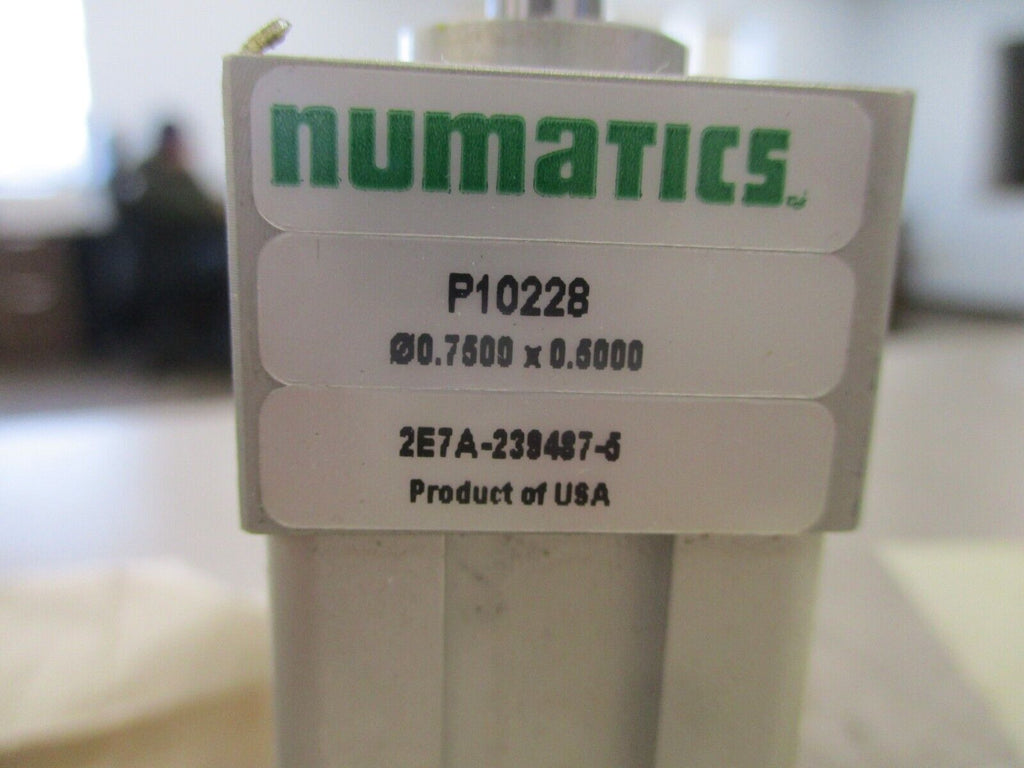 numatics
P10228
Ø0.7500 x 0.5000
2E7A-239487-5
Product of USA